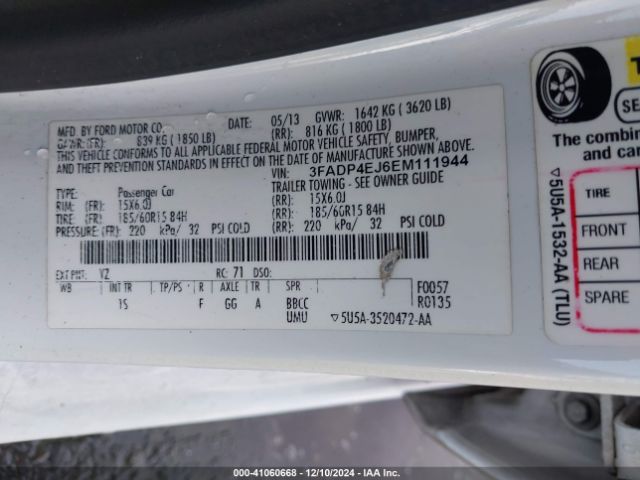 MFD BY FORD MOTOR CO. DATE: 05/13 GVWR: 1642 KG ( 3620 LB)
GAWR: (FR): 839 KG ( 1850 LB) (RR): 816 KG ( 1800 LB)
THIS VEHICLE CONFORMS TO ALL APPLICABLE FEDERAL MOTOR VEHICLE SAFETY, BUMPER,
AND THEFT PREVENTION STANDARDS IN EFFECT ON THE DATE OF MANUFACTURE SHOWN ABOVE.
VIN: 3FADP4EJ6EM111944
TYPE: Passenger Car TRAILER TOWING - SEE OWNER GUIDE
RIM: (FR): 15X6.0J (RR): 15X6.0J
TIRE: (FR): 185/60R15 84H (RR): 185/60R15 84H
PRESSURE: (FR): 220 kPa/ 32 PSI COLD (RR): 220 kPa/ 32 PSI COLD
EXT PNT: YZ RC: 71 DSO:
WB INT TR TP/PS R AXLE TR SPR F0057
1S F GG A BBCC R0135
UMU ▽5U5A-3520472-AA
▽5U5A-1532-AA (TLU)
T
SE
The combin
and car
TIRE
FRONT
REAR
SPARE
000-41060668 • 12/10/2024 • IAA Inc.